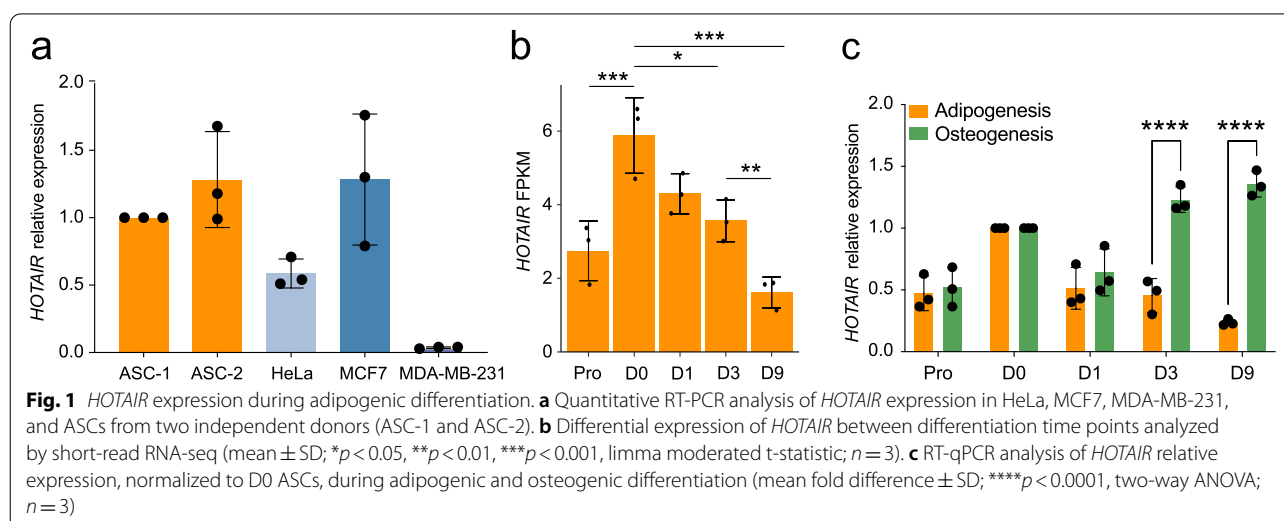 a
HOTAIR relative expression
2.0
1.5
1.0
0.5
0.0
ASC-1 ASC-2 HeLa MCF7 MDA-MB-231
b
HOTAIR FPKM
6
4
2
0
***
*
***
**
Pro D0 D1 D3 D9
c
HOTAIR relative expression
2.0
1.5
1.0
0.5
0.0
Adipogenesis
Osteogenesis
**** ****
Pro D0 D1 D3 D9
Fig. 1 HOTAIR expression during adipogenic differentiation. a Quantitative RT-PCR analysis of HOTAIR expression in HeLa, MCF7, MDA-MB-231,
and ASCs from two independent donors (ASC-1 and ASC-2). b Differential expression of HOTAIR between differentiation time points analyzed
by short-read RNA-seq (mean ± SD; *p < 0.05, **p < 0.01, ***p < 0.001, limma moderated t-statistic; n = 3). c RT-qPCR analysis of HOTAIR relative
expression, normalized to D0 ASCs, during adipogenic and osteogenic differentiation (mean fold difference ± SD; ****p < 0.0001, two-way ANOVA;
n = 3)